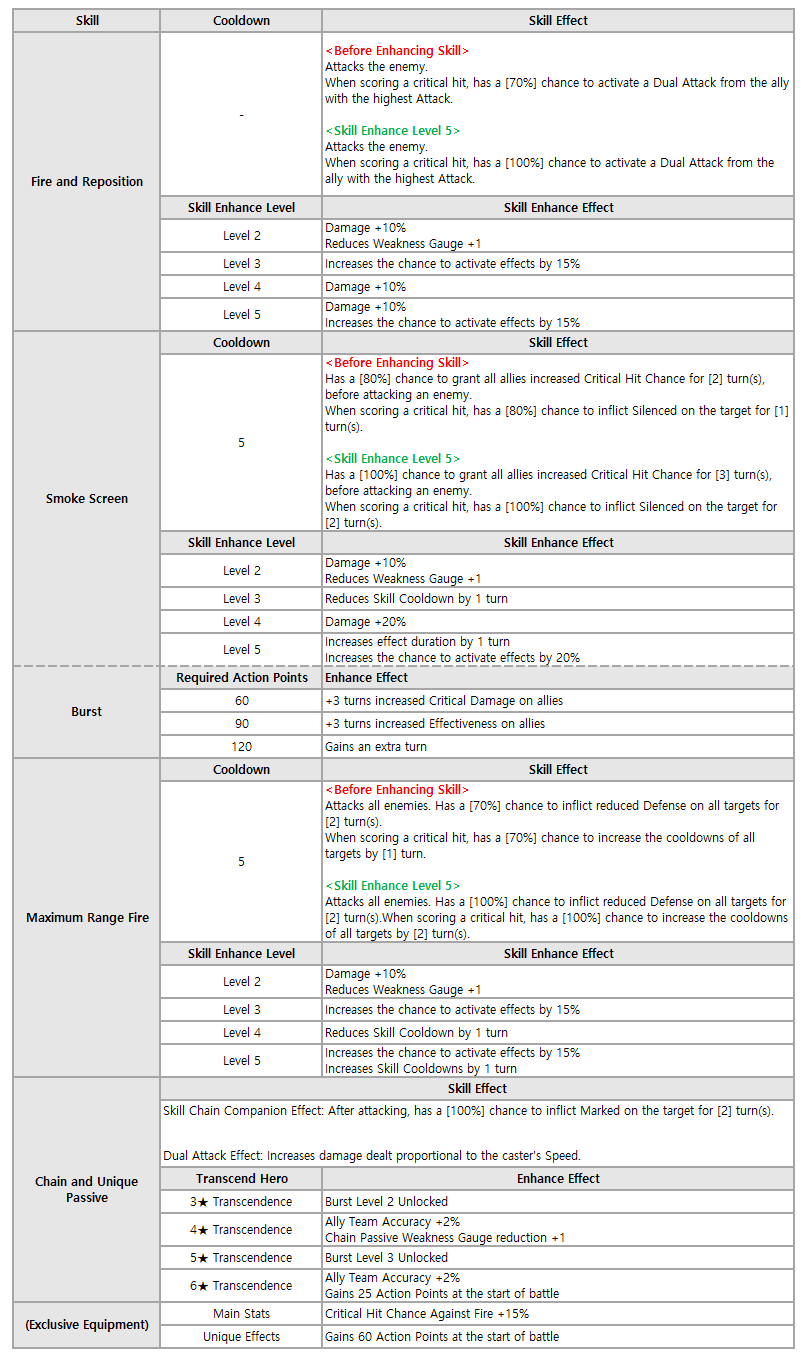 Skill Cooldown Skill Effect
Fire and Reposition
-
<Before Enhancing Skill>
Attacks the enemy.
When scoring a critical hit, has a [70%] chance to activate a Dual Attack from the ally
with the highest Attack.
<Skill Enhance Level 5>
Attacks the enemy.
When scoring a critical hit, has a [100%] chance to activate a Dual Attack from the
ally with the highest Attack.
Skill Enhance Level Skill Enhance Effect
Level 2
Damage +10%
Reduces Weakness Gauge +1
Level 3 Increases the chance to activate effects by 15%
Level 4 Damage +10%
Level 5
Damage +10%
Increases the chance to activate effects by 15%
Smoke Screen
Cooldown Skill Effect
5
<Before Enhancing Skill>
Has a [80%] chance to grant all allies increased Critical Hit Chance for [2] turn(s),
before attacking an enemy.
When scoring a critical hit, has a [80%] chance to inflict Silenced on the target for [1]
turn(s).
<Skill Enhance Level 5>
Has a [100%] chance to grant all allies increased Critical Hit Chance for [3] turn(s),
before attacking an enemy.
When scoring a critical hit, has a [100%] chance to inflict Silenced on the target for
[2] turn(s).
Skill Enhance Level Skill Enhance Effect
Level 2
Damage +10%
Reduces Weakness Gauge +1
Level 3 Reduces Skill Cooldown by 1 turn
Level 4 Damage +20%
Level 5
Increases effect duration by 1 turn
Increases the chance to activate effects by 20%
Burst
Required Action Points Enhance Effect
60 +3 turns increased Critical Damage on allies
90 +3 turns increased Effectiveness on allies
120 Gains an extra turn
Maximum Range Fire
Cooldown Skill Effect
5
<Before Enhancing Skill>
Attacks all enemies. Has a [70%] chance to inflict reduced Defense on all targets for
[2] turn(s).
When scoring a critical hit, has a [70%] chance to increase the cooldowns of all
targets by [1] turn.
<Skill Enhance Level 5>
Attacks all enemies. Has a [100%] chance to inflict reduced Defense on all targets for
[2] turn(s).When scoring a critical hit, has a [100%] chance to increase the cooldowns
of all targets by [2] turn(s).
Skill Enhance Level Skill Enhance Effect
Level 2
Damage +10%
Reduces Weakness Gauge +1
Level 3 Increases the chance to activate effects by 15%
Level 4 Reduces Skill Cooldown by 1 turn
Level 5
Increases the chance to activate effects by 15%
Increases Skill Cooldowns by 1 turn
Chain and Unique
Passive
Skill Effect
Skill Chain Companion Effect: After attacking, has a [100%] chance to inflict Marked on the target for [2] turn(s).
Dual Attack Effect: Increases damage dealt proportional to the caster's Speed.
Transcend Hero Enhance Effect
3★ Transcendence Burst Level 2 Unlocked
4★ Transcendence
Ally Team Accuracy +2%
Chain Passive Weakness Gauge reduction +1
5★ Transcendence Burst Level 3 Unlocked
6★ Transcendence
Ally Team Accuracy +2%
Gains 25 Action Points at the start of battle
(Exclusive Equipment)
Main Stats Critical Hit Chance Against Fire +15%
Unique Effects Gains 60 Action Points at the start of battle